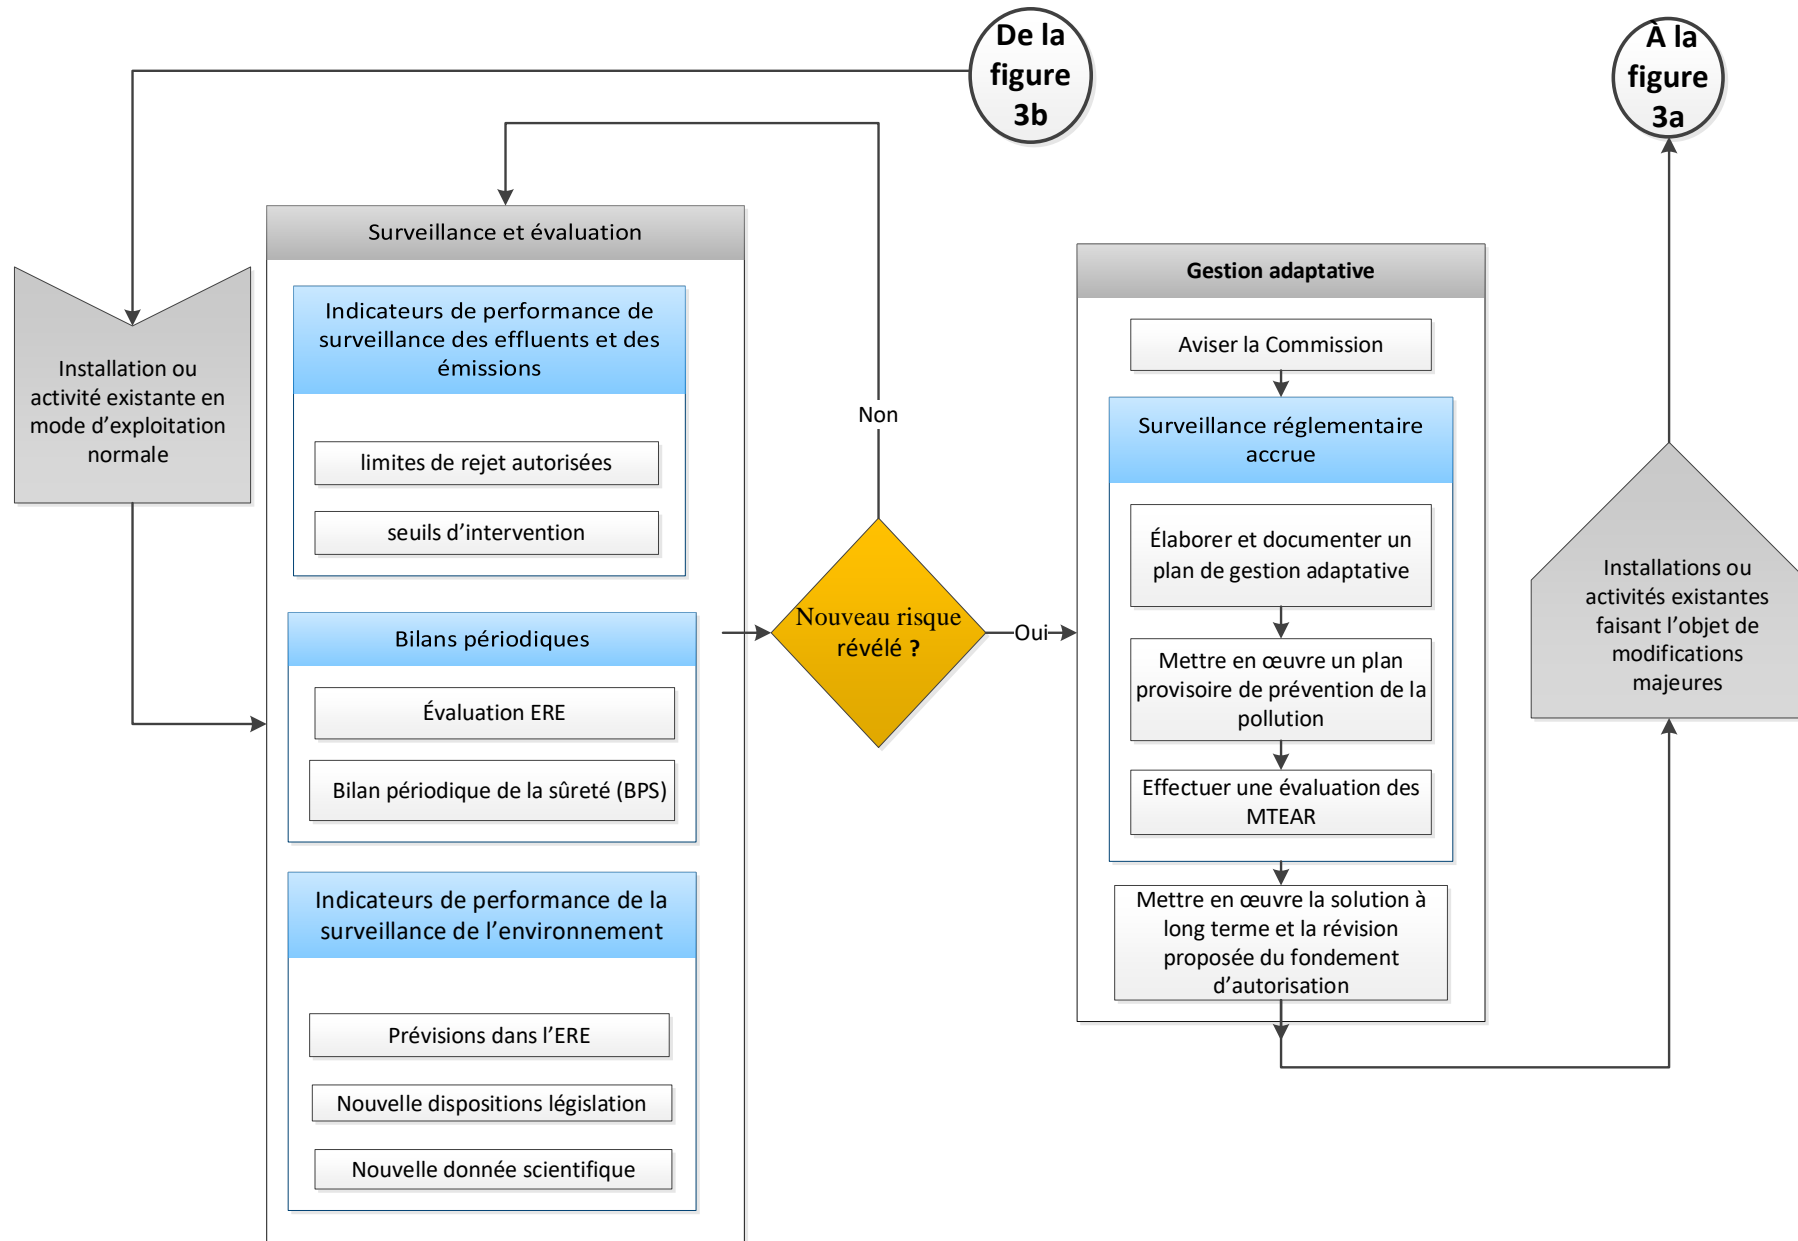 De la
figure
3b
À la
figure
3a
Installation ou
activité existante en
mode d'exploitation
normale
Surveillance et évaluation
Indicateurs de performance de
surveillance des effluents et des
émissions
limites de rejet autorisées
seuils d'intervention
Bilans périodiques
Évaluation ERE
Bilan périodique de la sûreté (BPS)
Indicateurs de performance de la
surveillance de l'environnement
Prévisions dans l'ERE
Nouvelle dispositions législation
Nouvelle donnée scientifique
Non
Nouveau risque
révélé ?
Oui
Gestion adaptative
Aviser la Commission
Surveillance réglementaire
accrue
Élaborer et documenter un
plan de gestion adaptative
Mettre en œuvre un plan
provisoire de prévention de la
pollution
Effectuer une évaluation des
MTEAR
Mettre en œuvre la solution à
long terme et la révision
proposée du fondement
d'autorisation
Installations ou
activités existantes
faisant l'objet de
modifications
majeures